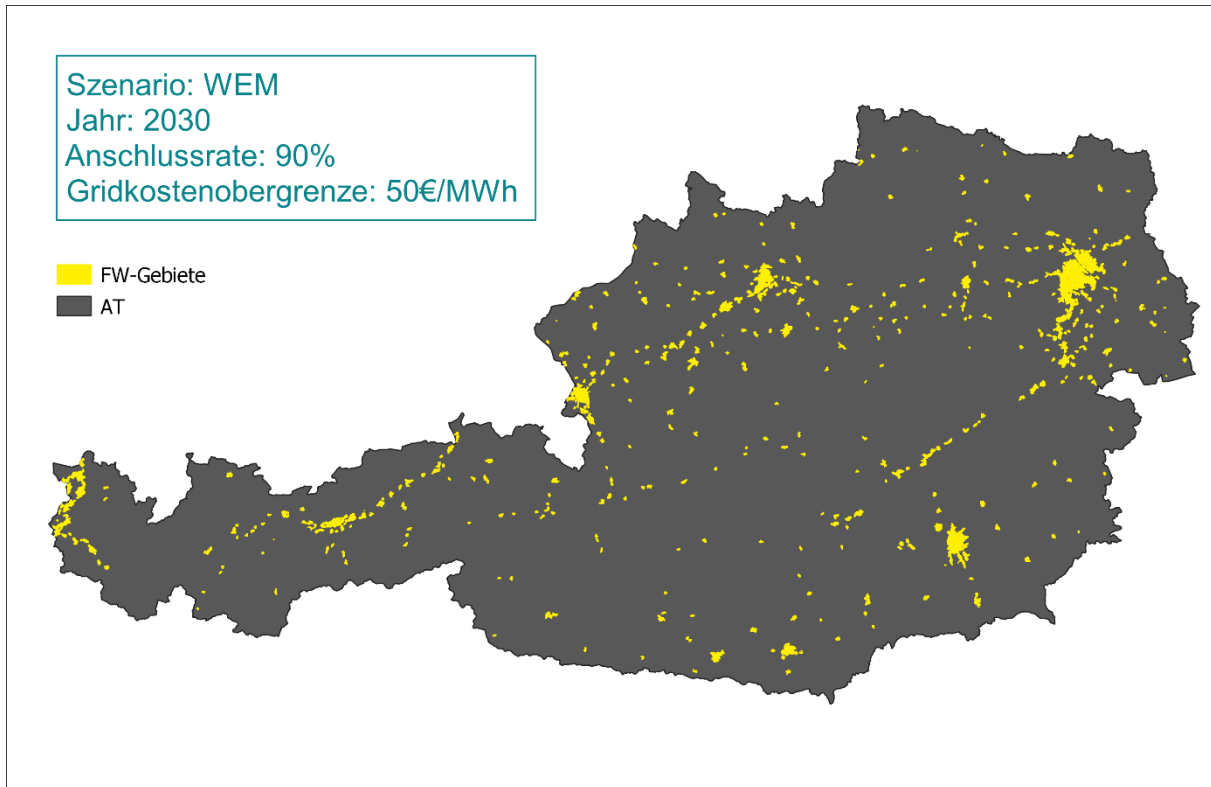 Szenario: WEM
Jahr: 2030
Anschlussrate: 90%
Gridkostenobergrenze: 50€/MWh
FW-Gebiete
AT